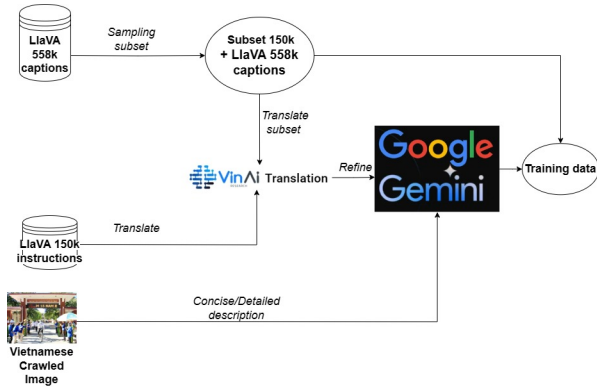 LlaVA
558k
captions
Sampling
subset
Subset 150k
+ LlaVA 558k
captions
Translate
subset
VinAi Translation
RESEARCH
Refine
Google
Gemini
Training data
LlaVA 150k
instructions
Translate
Concise/Detailed
description
Vietnamese
Crawled
Image